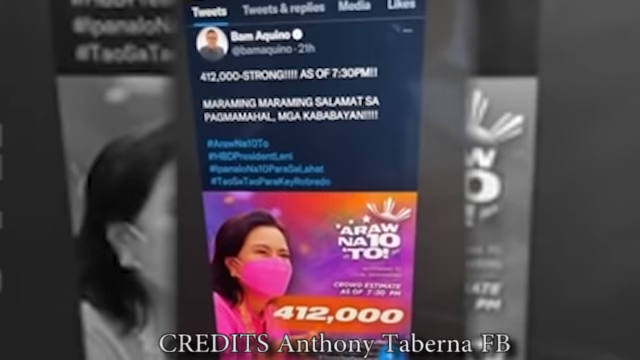 Tweets Tweets & replies Media Likes
Bam Aquino
@bamaquino · 21h
412,000-STRONG!!!! AS OF 7:30PM!!
MARAMING MARAMING SALAMAT SA
PAGMAMAHAL, MGA KABABAYAN!!!!
#ArawNa10To
#HBDPresidentLeni
#IpanaloNa10ParaSaLahat
#TaoSaTaoParaKayRobredo
ARAW
NA10
TO!
CROWD ESTIMATE
AS OF 7:30 PM
412,000
CREDITS Anthony Taberna FB